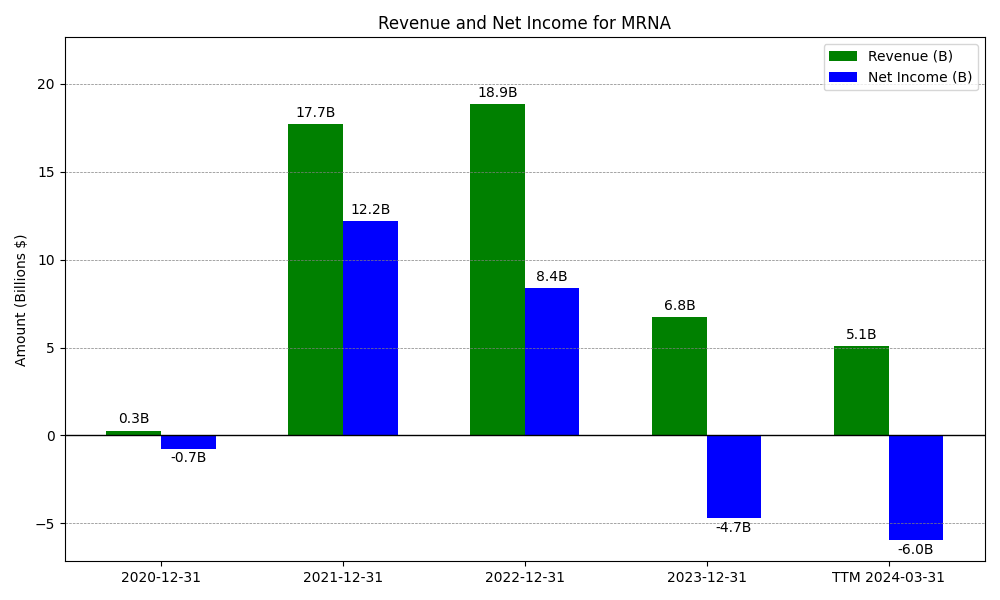 Revenue and Net Income for MRNA
Revenue (B)
Net Income (B)
Amount (Billions $)
20
15
10
5
0
−5
0.3B
-0.7B
17.7B
12.2B
18.9B
8.4B
6.8B
-4.7B
5.1B
-6.0B
2020-12-31
2021-12-31
2022-12-31
2023-12-31
TTM 2024-03-31